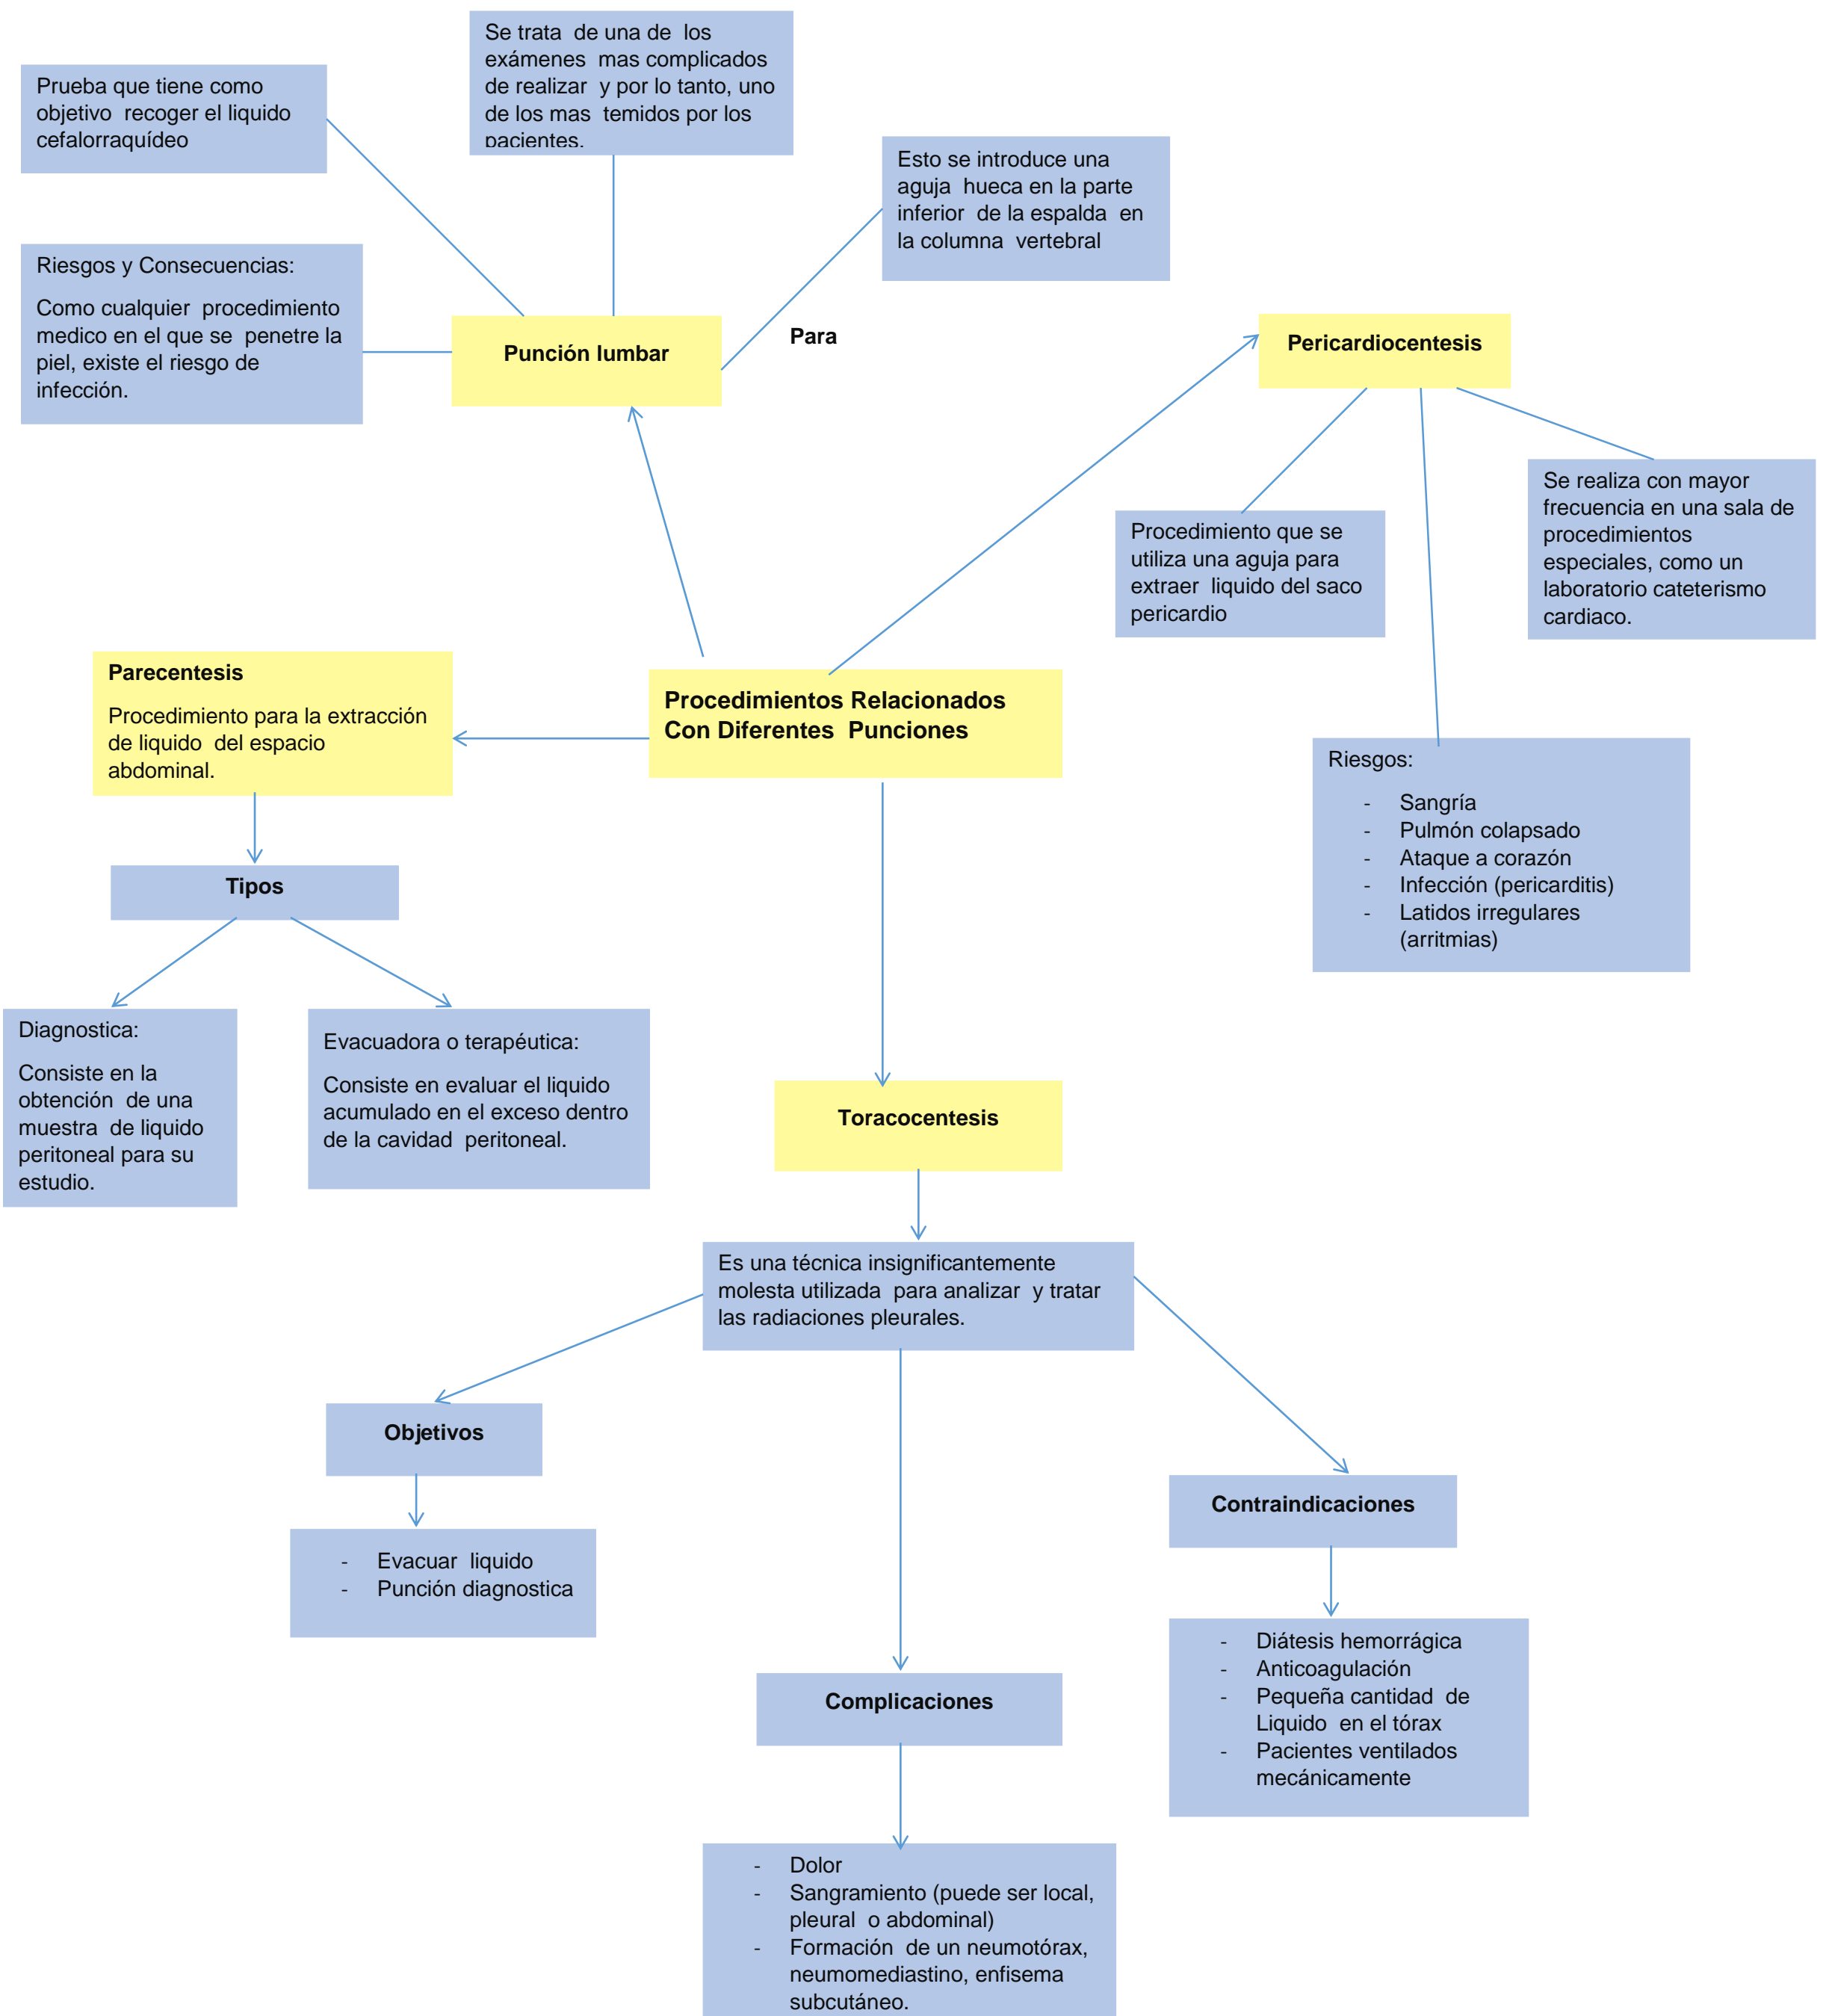 Se trata de una de los
exámenes mas complicados
de realizar y por lo tanto, uno
de los mas temidos por los
pacientes.
Prueba que tiene como
objetivo recoger el liquido
cefalorraquídeo
Esto se introduce una
aguja hueca en la parte
inferior de la espalda en
la columna vertebral
Riesgos y Consecuencias:
Como cualquier procedimiento
medico en el que se penetre la
piel, existe el riesgo de
infección.
Punción lumbar
Para
Pericardiocentesis
Procedimiento que se
utiliza una aguja para
extraer liquido del saco
pericardio
Se realiza con mayor
frecuencia en una sala de
procedimientos
especiales, como un
laboratorio cateterismo
cardiaco.
Parecentesis
Procedimiento para la extracción
de liquido del espacio
abdominal.
Procedimientos Relacionados
Con Diferentes Punciones
Riesgos:
- Sangría
- Pulmón colapsado
- Ataque a corazón
- Infección (pericarditis)
- Latidos irregulares
(arritmias)
Tipos
Diagnostica:
Consiste en la
obtención de una
muestra de liquido
peritoneal para su
estudio.
Evacuadora o terapéutica:
Consiste en evaluar el liquido
acumulado en el exceso dentro
de la cavidad peritoneal.
Toracocentesis
Es una técnica insignificantemente
molesta utilizada para analizar y tratar
las radiaciones pleurales.
Objetivos
- Evacuar liquido
- Punción diagnostica
Contraindicaciones
- Diátesis hemorrágica
- Anticoagulación
- Pequeña cantidad de
Liquido en el tórax
- Pacientes ventilados
mecánicamente
Complicaciones
- Dolor
- Sangramiento (puede ser local,
pleural o abdominal)
- Formación de un neumotórax,
neumomediastino, enfisema
subcutáneo.